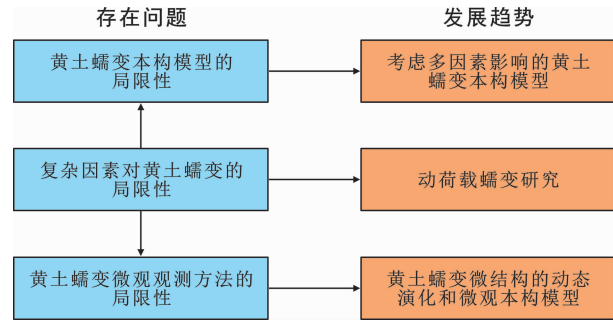 存在问题
发展趋势
黄土蠕变本构模型的
局限性
考虑多因素影响的黄土
蠕变本构模型
复杂因素对黄土蠕变的
局限性
动荷载蠕变研究
黄土蠕变微观观测方法的
局限性
黄土蠕变微结构的动态
演化和微观本构模型